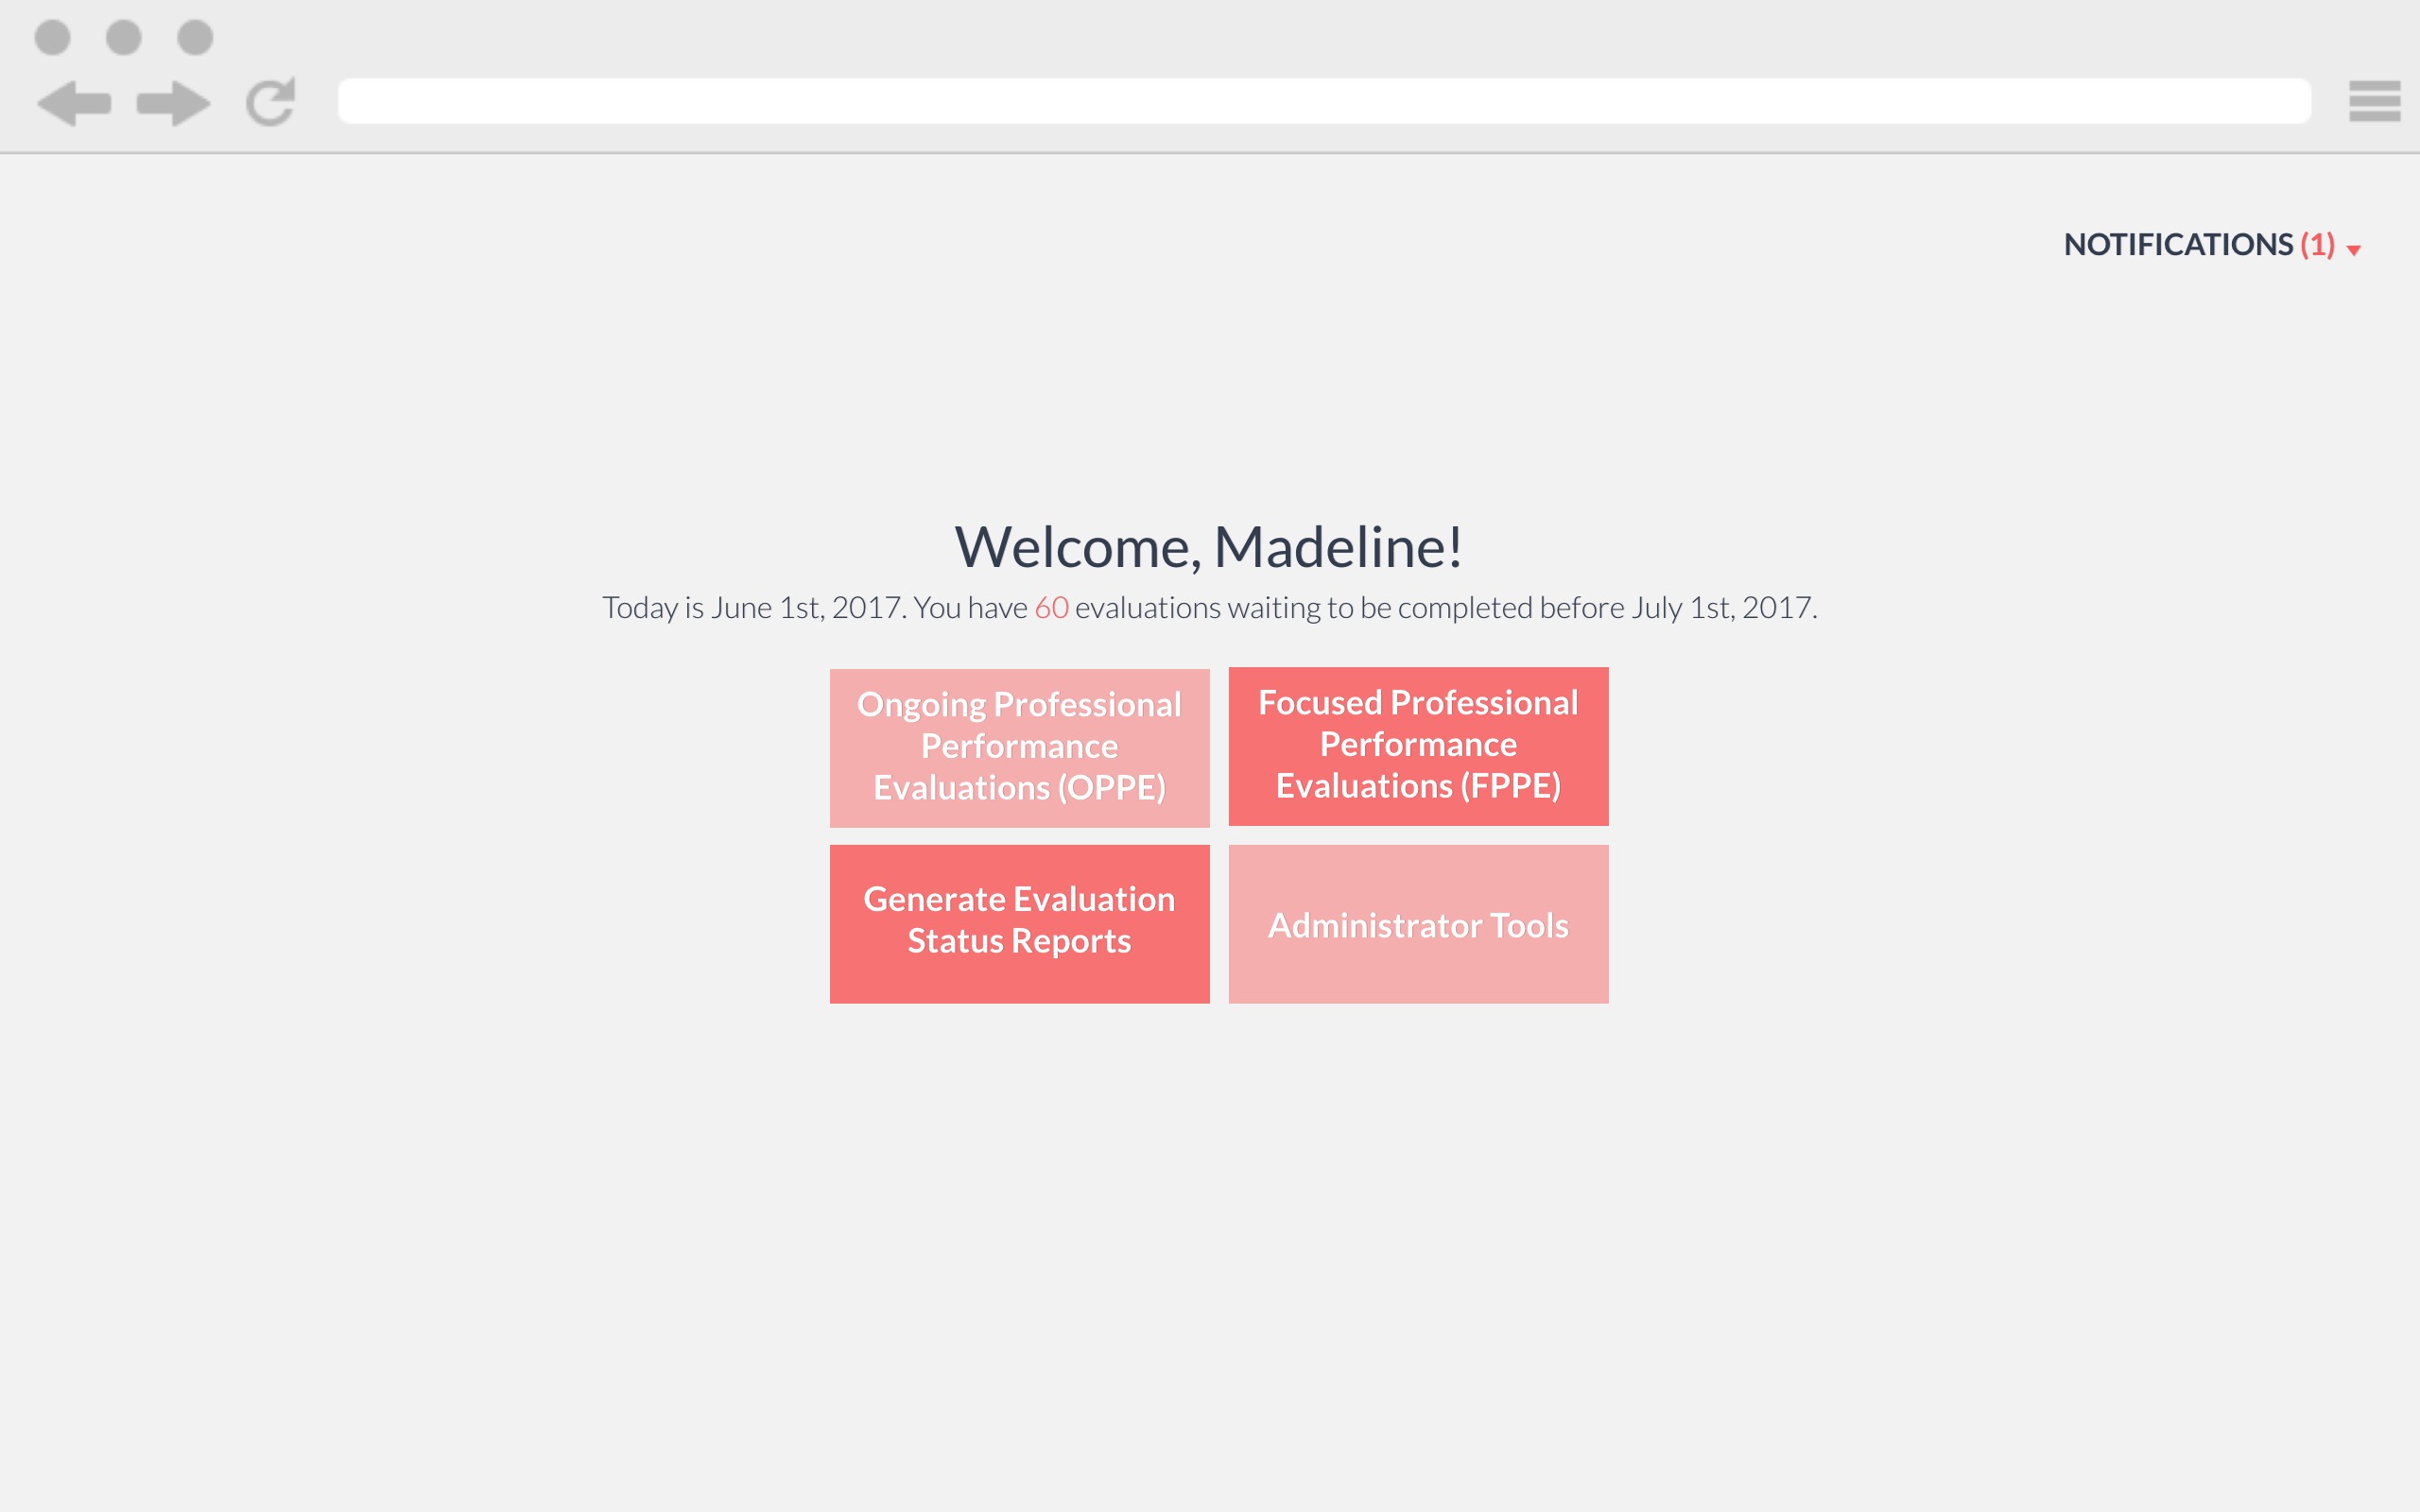 NOTIFICATIONS (1)
Welcome, Madeline!
Today is June 1st, 2017. You have 60 evaluations waiting to be completed before July 1st, 2017.
Ongoing Professional
Performance
Evaluations (OPPE)
Focused Professional
Performance
Evaluations (FPPE)
Generate Evaluation
Status Reports
Administrator Tools